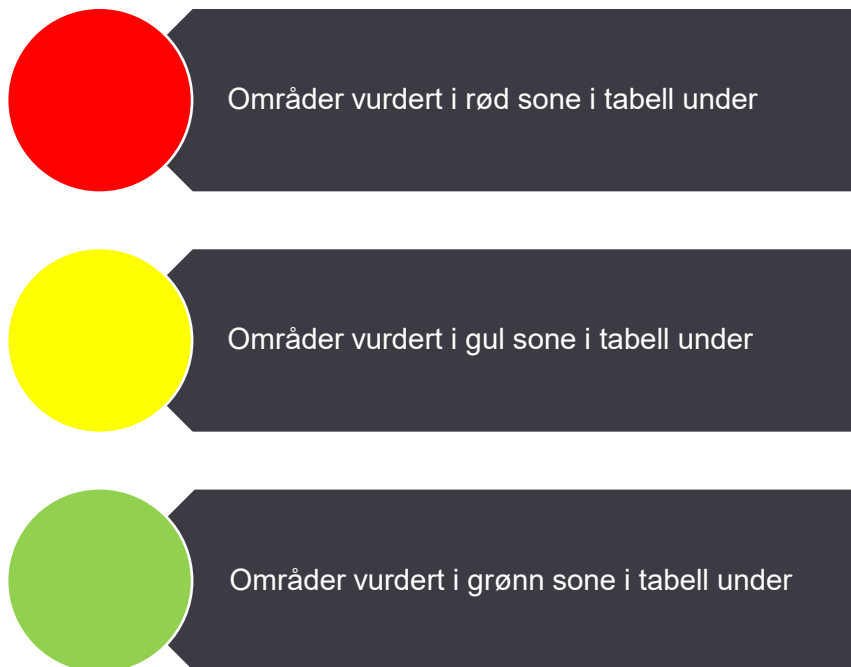 Områder vurdert i rød sone i tabell under
Områder vurdert i gul sone i tabell under
Områder vurdert i grønn sone i tabell under